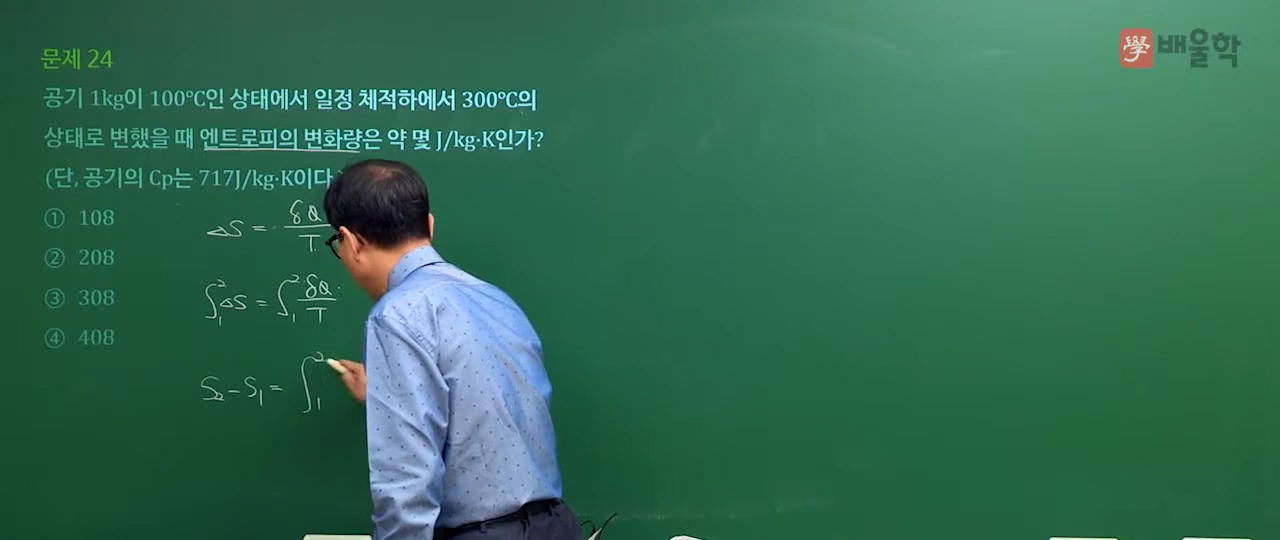 學 배울학
문제 24
공기 1kg이 100℃인 상태에서 일정 체적하에서 300℃의
상태로 변했을 때 엔트로피의 변화량은 약 몇 J/kg·K인가?
(단, 공기의 Cp는 717J/kg·K이다.
① 108
② 208
③ 308
④ 408
ΔS = δQ/T
∫₁² ΔS = ∫₁² δQ/T
S₂ - S₁ = ∫₁²